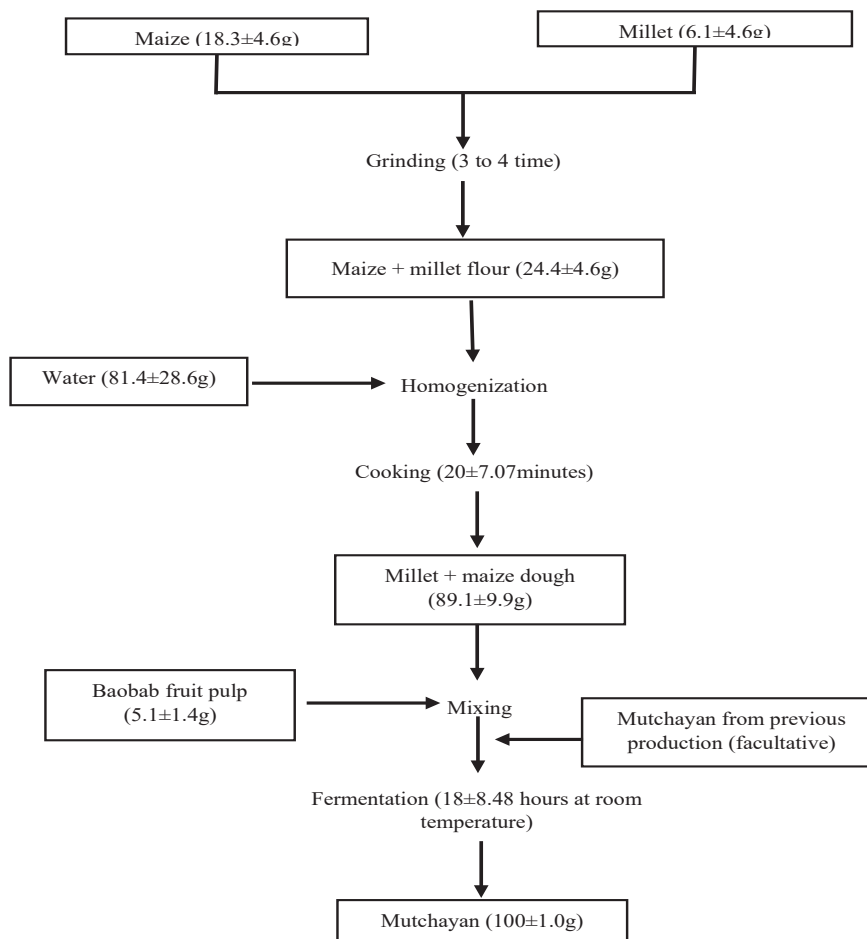 Maize (18.3±4.6g)
Millet (6.1±4.6g)
Grinding (3 to 4 time)
Maize + millet flour (24.4±4.6g)
Water (81.4±28.6g)
Homogenization
Cooking (20±7.07minutes)
Millet + maize dough
(89.1±9.9g)
Baobab fruit pulp
(5.1±1.4g)
Mixing
Mutchayan from previous
production (facultative)
Fermentation (18±8.48 hours at room
temperature)
Mutchayan (100±1.0g)